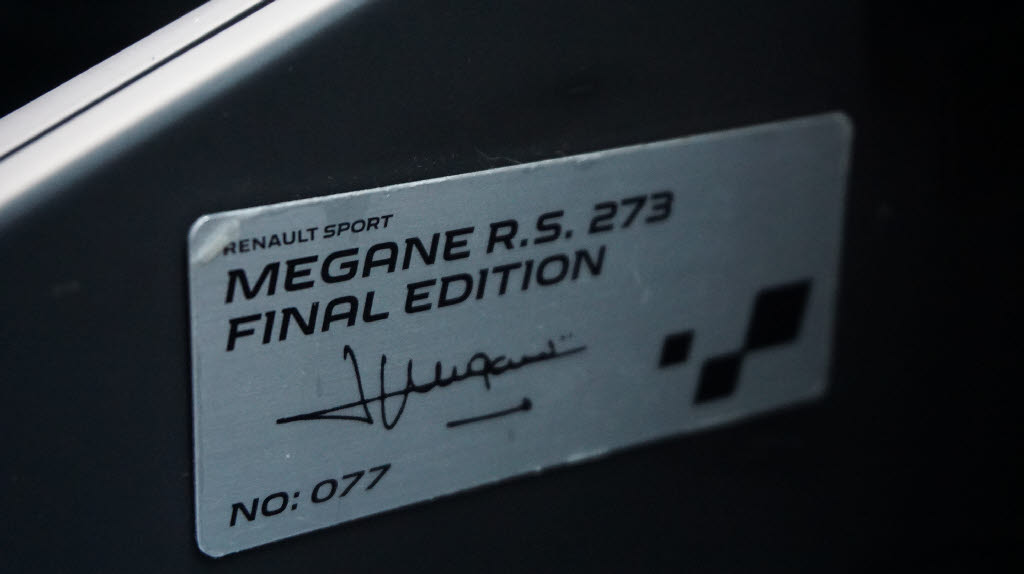 RENAULT SPORT
MEGANE R.S. 273
FINAL EDITION
NO: 077